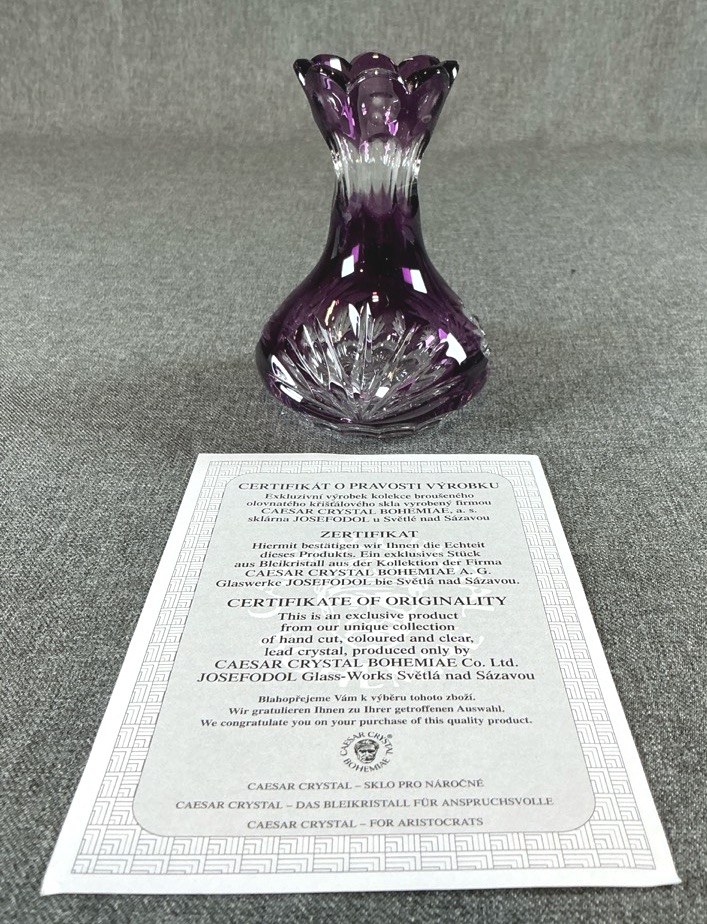 CERTIFIKÁT O PRAVOSTI VÝROBKU
Exkluzivní výrobek kolekce broušeného
olovnatého křišťálového skla vyrobený firmou
CAESAR CRYSTAL BOHEMIAE, a. s.
sklárna JOSEFODOL u Světlé nad Sázavou
ZERTIFIKAT
Hiermit bestätigen wir Ihnen die Echteit
dieses Produkts. Ein exklusives Stück
aus Bleikristall aus der Kollektion der Firma
CAESAR CRYSTAL BOHEMIAE A. G.
Glaswerke JOSEFODOL bie Světlá nad Sázavou.
CERTIFIKATE OF ORIGINALITY
This is an exclusive product
from our unique collection
of hand cut, coloured and clear,
lead crystal, produced only by
CAESAR CRYSTAL BOHEMIAE Co. Ltd.
JOSEFODOL Glass-Works Světlá nad Sázavou
Blahopřejeme Vám k výběru tohoto zboží.
Wir gratulieren Ihnen zu Ihrer getroffenen Auswahl.
We congratulate you on your purchase of this quality product.
CAESAR CRYSTAL ®
BOHEMIAE
CAESAR CRYSTAL – SKLO PRO NÁROČNÉ
CAESAR CRYSTAL – DAS BLEIKRISTALL FÜR ANSPRUCHSVOLLE
CAESAR CRYSTAL – FOR ARISTOCRATS